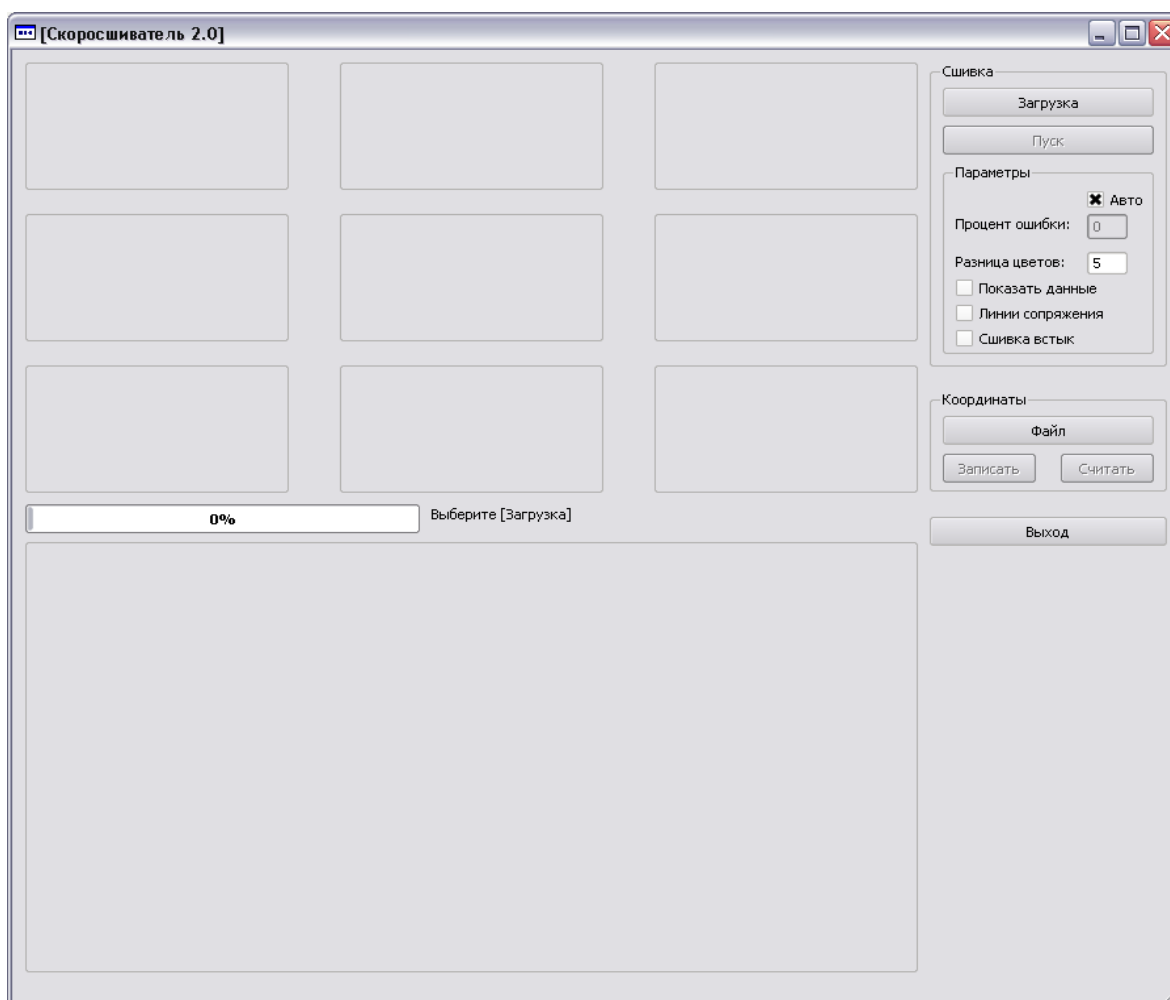 [Скоросшиватель 2.0]
Сшивка
Загрузка
Пуск
Параметры
Авто
Процент ошибки: 0
Разница цветов: 5
Показать данные
Линии сопряжения
Сшивка встык
Координаты
Файл
Записать Считать
0% Выберите [Загрузка]
Выход